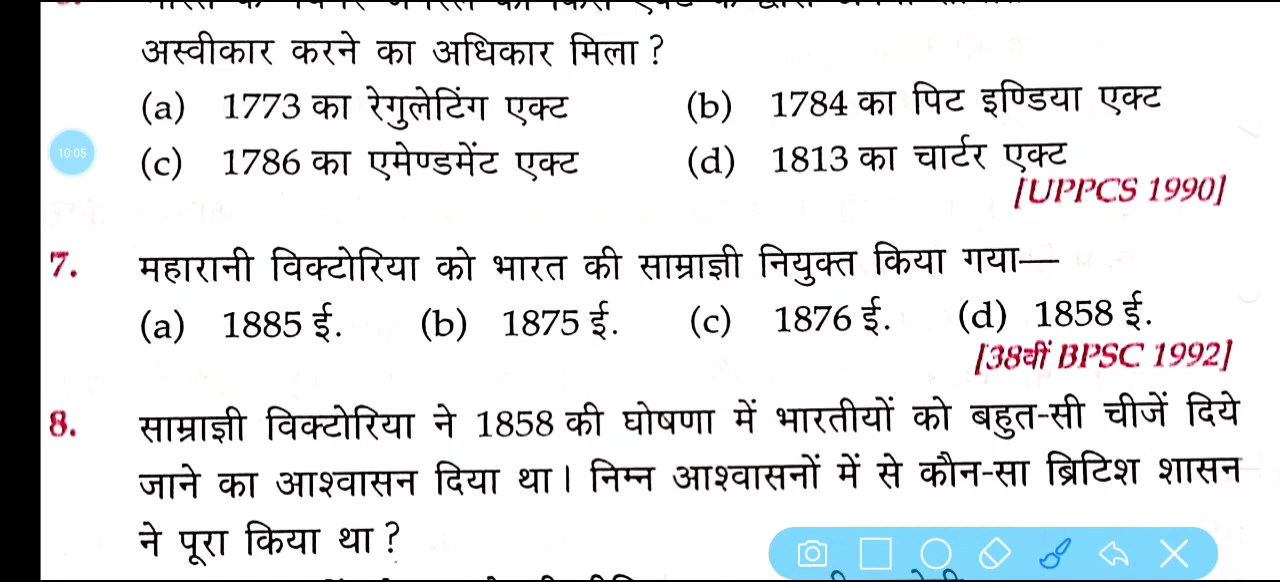 अस्वीकार करने का अधिकार मिला ?
(a) 1773 का रेगुलेटिंग एक्ट (b) 1784 का पिट इण्डिया एक्ट
10:05
(c) 1786 का एमेण्डमेंट एक्ट (d) 1813 का चार्टर एक्ट
[UPPCS 1990]
7. महारानी विक्टोरिया को भारत की साम्राज्ञी नियुक्त किया गया—
(a) 1885 ई. (b) 1875 ई. (c) 1876 ई. (d) 1858 ई.
[38वीं BPSC 1992]
8. साम्राज्ञी विक्टोरिया ने 1858 की घोषणा में भारतीयों को बहुत-सी चीजें दिये
जाने का आश्वासन दिया था। निम्न आश्वासनों में से कौन-सा ब्रिटिश शासन
ने पूरा किया था ?